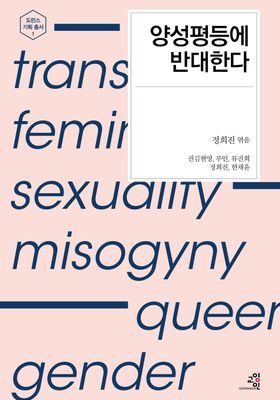 도란스
기획 총서
1
양성평등에
반대한다
정희진 엮음
권김현영, 루인, 류진희
정희진, 한채윤
trans
femin
sexuality
misogyny
queer
gender
교양인